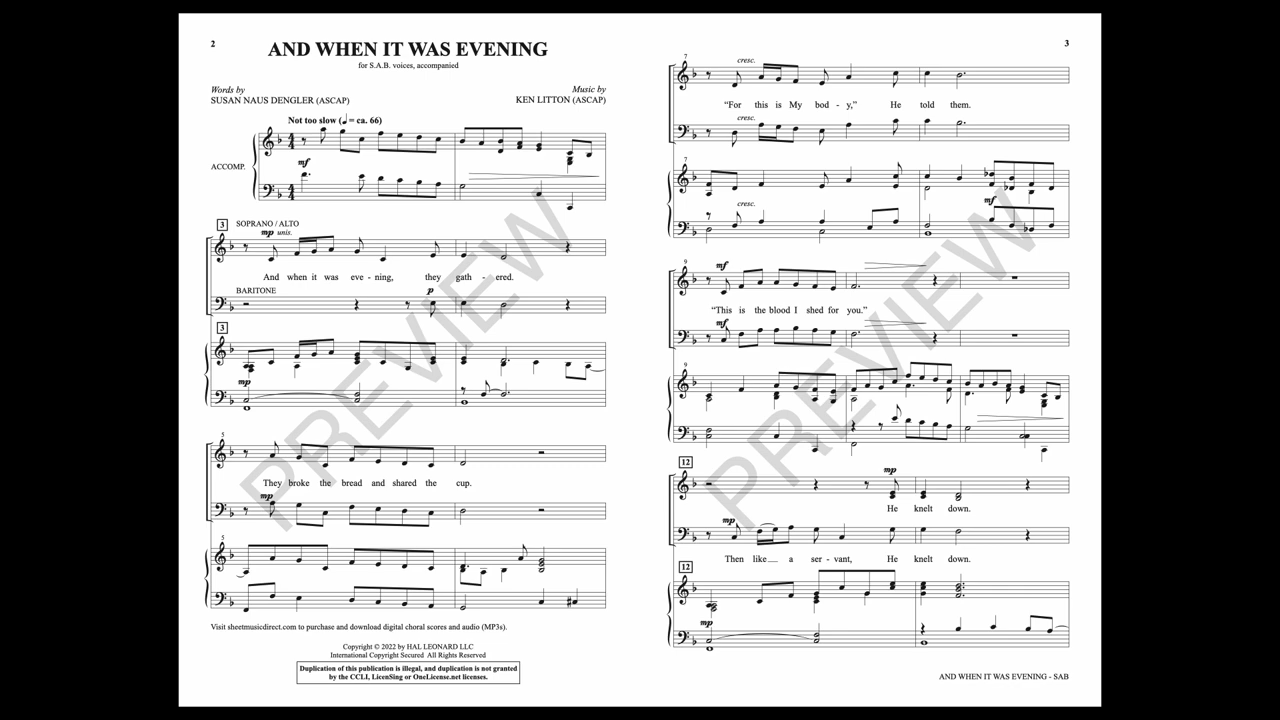 2
AND WHEN IT WAS EVENING
for S.A.B. voices, accompanied
Words by
SUSAN NAUS DENGLER (ASCAP)
Music by
KEN LITTON (ASCAP)
Not too slow (♩ = ca. 66)
ACCOMP.
mf
3
SOPRANO / ALTO
mp unis.
And when it was eve - ning, they gath - ered.
BARITONE
p
3
mp
5
They broke the bread and shared the cup.
mp
5
Visit sheetmusicdirect.com to purchase and download digital choral scores and audio (MP3s).
Copyright © 2022 by HAL LEONARD LLC
International Copyright Secured All Rights Reserved
Duplication of this publication is illegal, and duplication is not granted
by the CCLI, LicenSing or OneLicense.net licenses.
PREVIEW
3
7
cresc.
“For this is My bod - y,” He told them.
cresc.
7
mf
cresc.
9
mf
“This is the blood I shed for you.”
mf
9
12
mp
He knelt down.
mp
Then like a ser - vant, He knelt down.
12
mp
AND WHEN IT WAS EVENING - SAB
PREVIEW